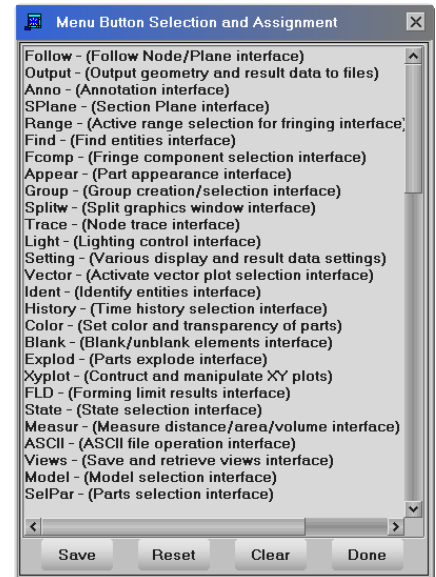 Menu Button Selection and Assignment
Follow - (Follow Node/Plane interface)
Output - (Output geometry and result data to files)
Anno - (Annotation interface)
SPlane - (Section Plane interface)
Range - (Active range selection for fringing interface)
Find - (Find entities interface)
Fcomp - (Fringe component selection interface)
Appear - (Part appearance interface)
Group - (Group creation/selection interface)
Splitw - (Split graphics window interface)
Trace - (Node trace interface)
Light - (Lighting control interface)
Setting - (Various display and result data settings)
Vector - (Activate vector plot selection interface)
Ident - (Identify entities interface)
History - (Time history selection interface)
Color - (Set color and transparency of parts)
Blank - (Blank/unblank elements interface)
Explod - (Parts explode interface)
Xyplot - (Contruct and manipulate XY plots)
FLD - (Forming limit results interface)
State - (State selection interface)
Measur - (Measure distance/area/volume interface)
ASCII - (ASCII file operation interface)
Views - (Save and retrieve views interface)
Model - (Model selection interface)
SelPar - (Parts selection interface)
Save Reset Clear Done